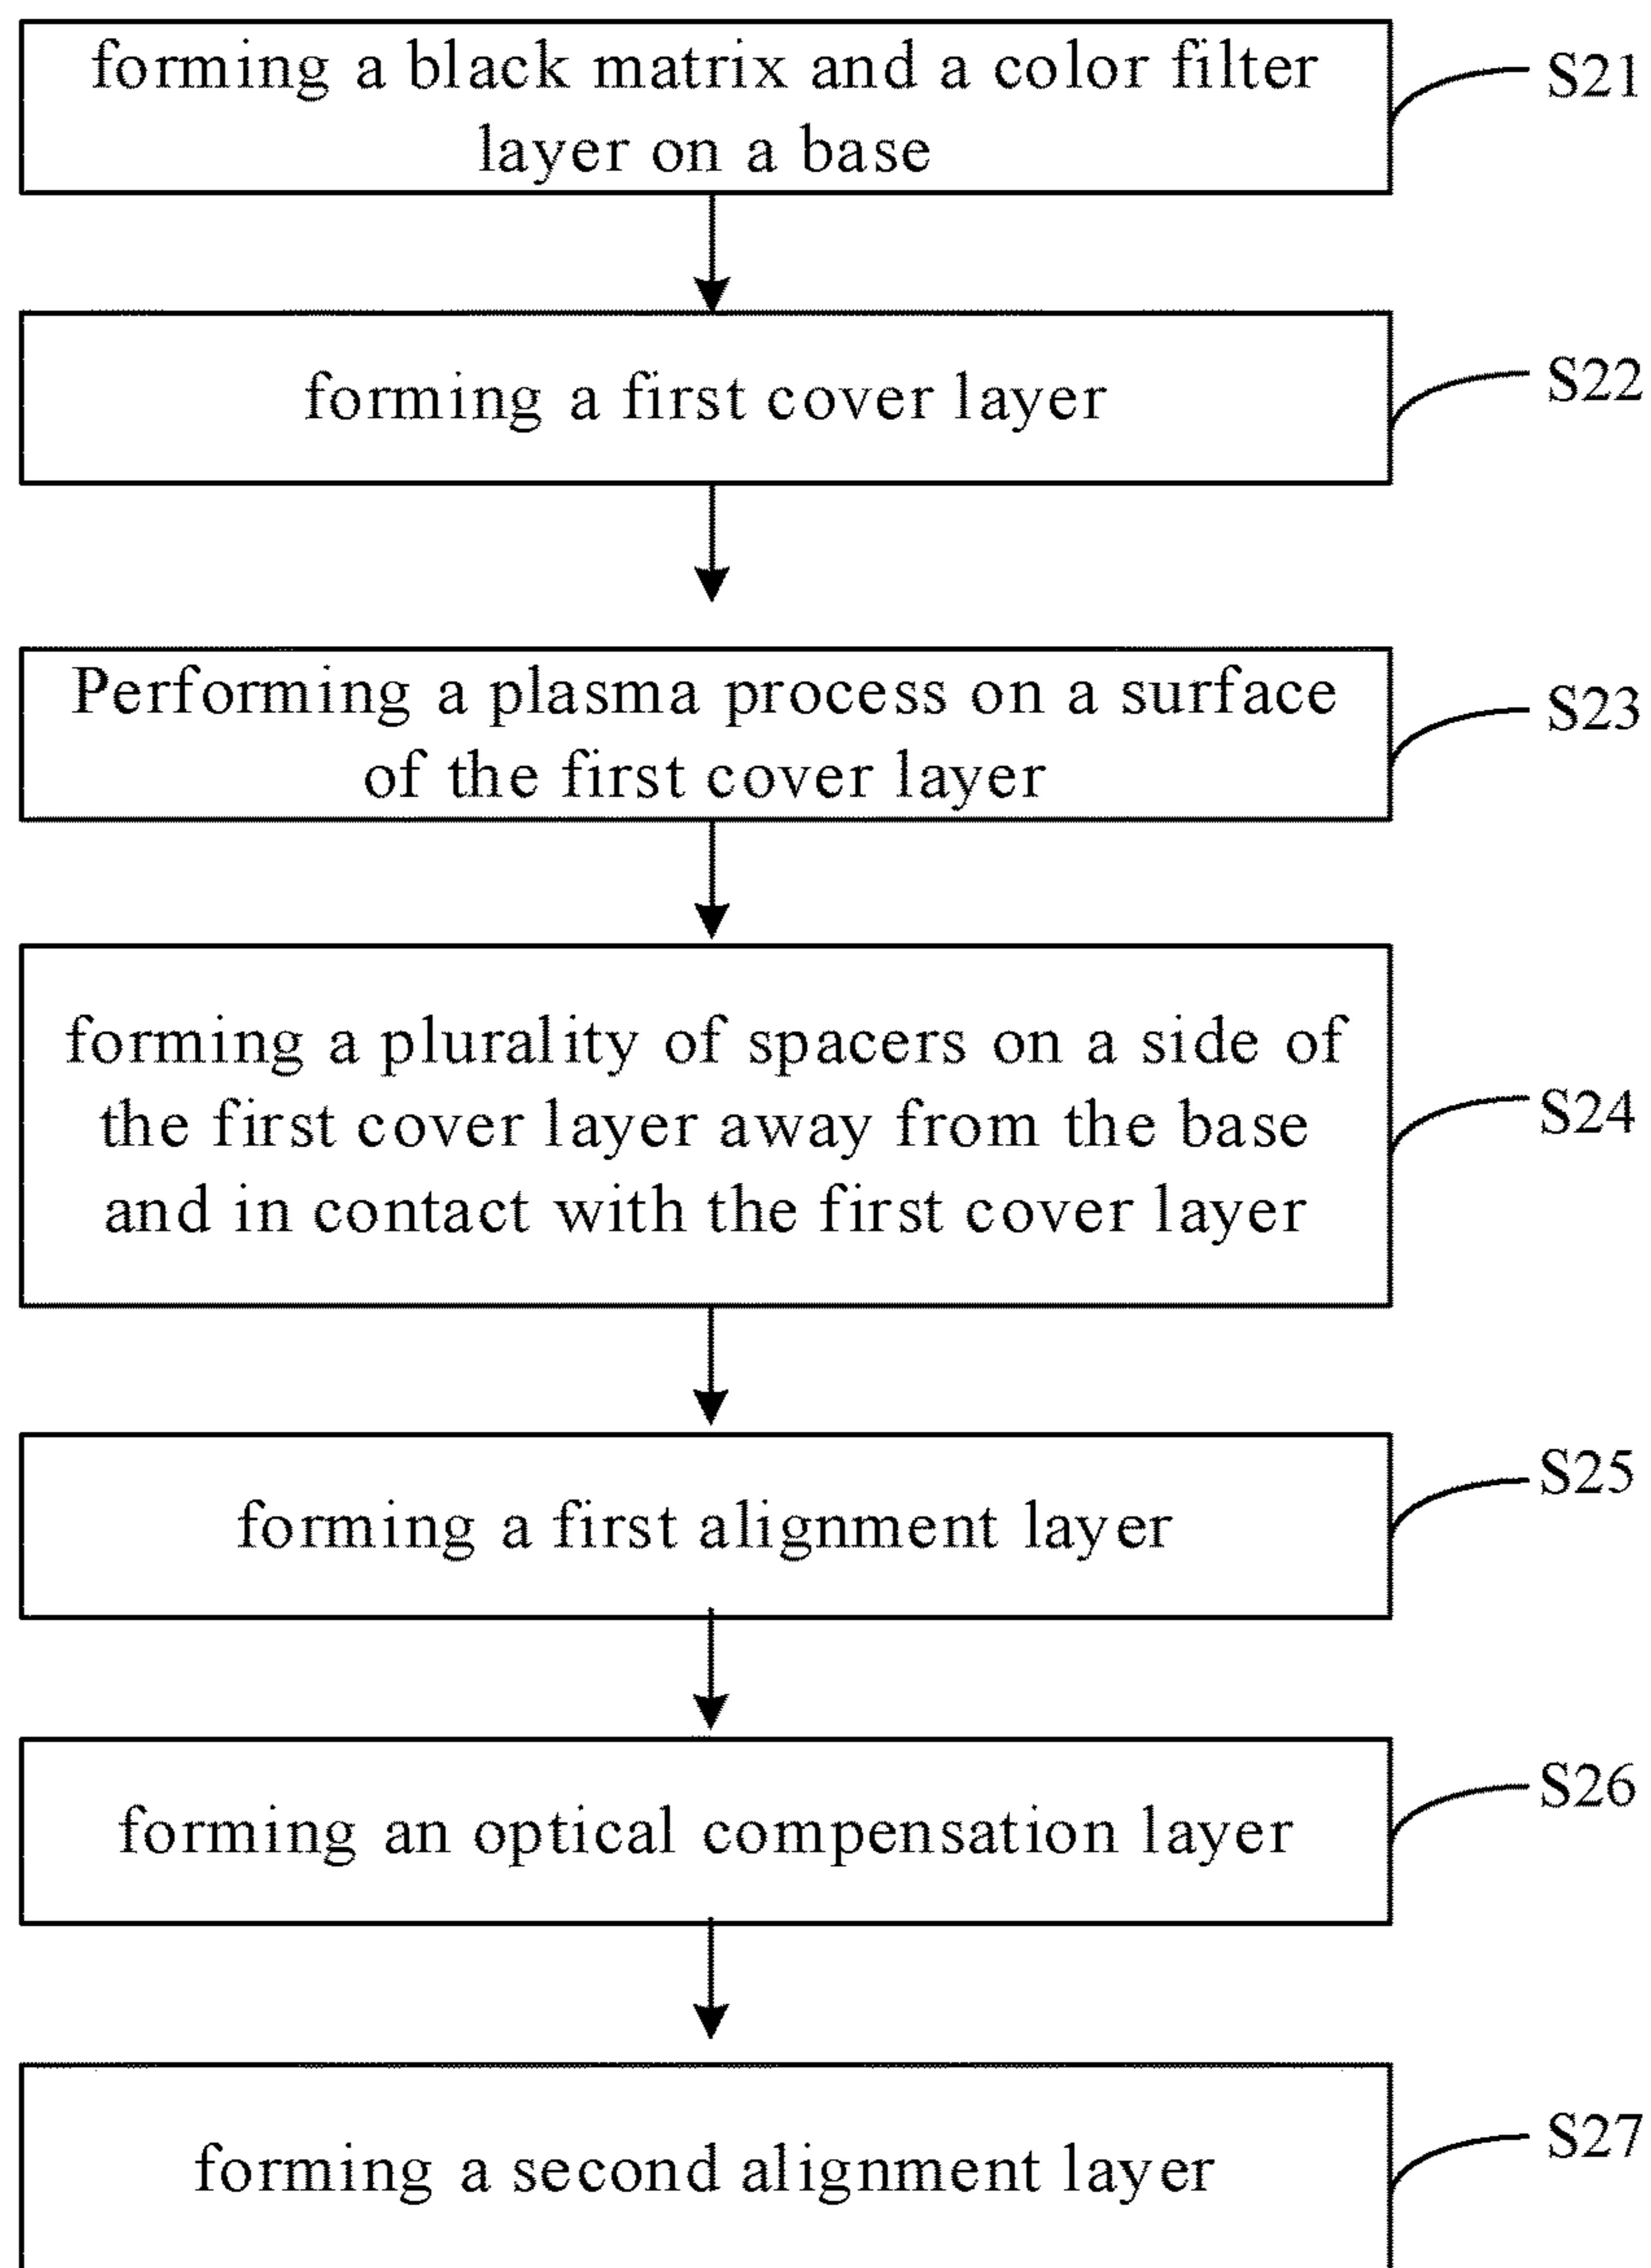 forming a black matrix and a color filter
layer on a base
S21
forming a first cover layer
S22
Performing a plasma process on a surface
of the first cover layer
S23
forming a plurality of spacers on a side of
the first cover layer away from the base
and in contact with the first cover layer
S24
forming a first alignment layer
S25
forming an optical compensation layer
S26
forming a second alignment layer
S27